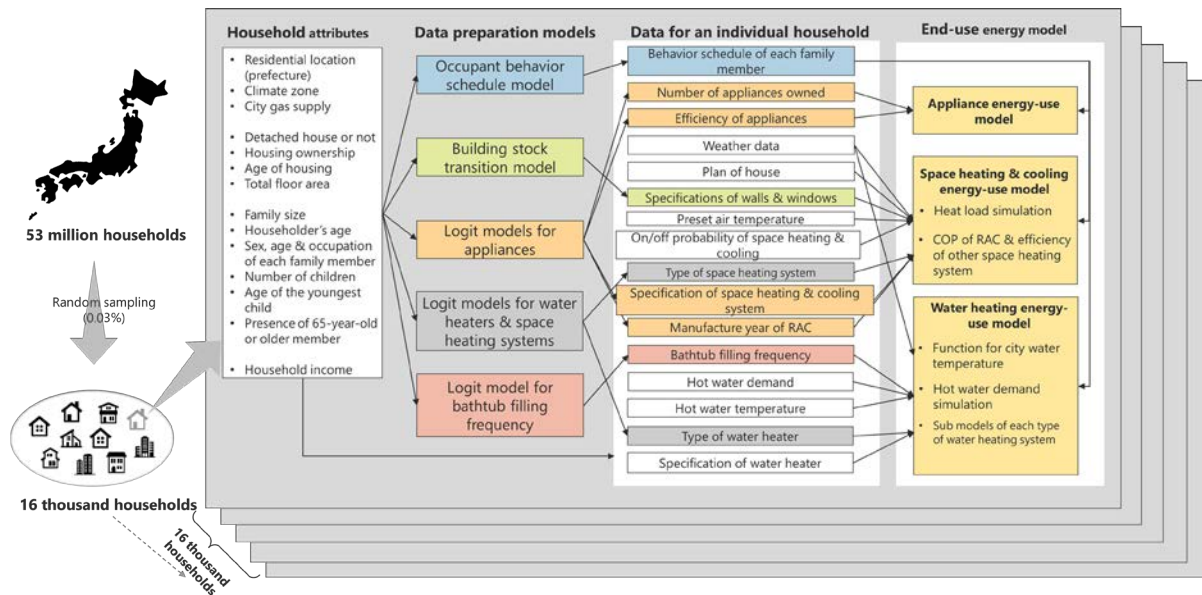 53 million households
Random sampling
(0.03%)
16 thousand households
16 thousand
households
Household attributes
• Residential location
(prefecture)
• Climate zone
• City gas supply
• Detached house or not
• Housing ownership
• Age of housing
• Total floor area
• Family size
• Householder's age
• Sex, age & occupation
of each family member
• Number of children
• Age of the youngest
child
• Presence of 65-year-old
or older member
• Household income
Data preparation models
Occupant behavior
schedule model
Building stock
transition model
Logit models for
appliances
Logit models for water
heaters & space
heating systems
Logit model for
bathtub filling
frequency
Data for an individual household
Behavior schedule of each family
member
Number of appliances owned
Efficiency of appliances
Weather data
Plan of house
Specifications of walls & windows
Preset air temperature
On/off probability of space heating &
cooling
Type of space heating system
Specification of space heating & cooling
system
Manufacture year of RAC
Bathtub filling frequency
Hot water demand
Hot water temperature
Type of water heater
Specification of water heater
End-use energy model
Appliance energy-use
model
Space heating & cooling
energy-use model
• Heat load simulation
• COP of RAC & efficiency
of other space heating
system
Water heating energy-
use model
• Function for city water
temperature
• Hot water demand
simulation
• Sub models of each type
of water heating system